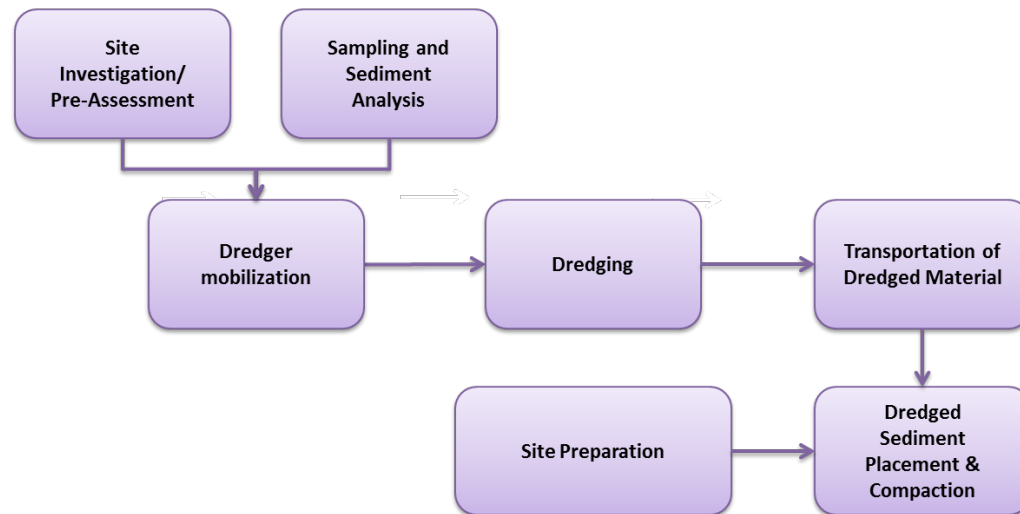 Site
Investigation/
Pre-Assessment
Sampling and
Sediment
Analysis
Dredger
mobilization
Dredging
Transportation of
Dredged Material
Site Preparation
Dredged
Sediment
Placement &
Compaction